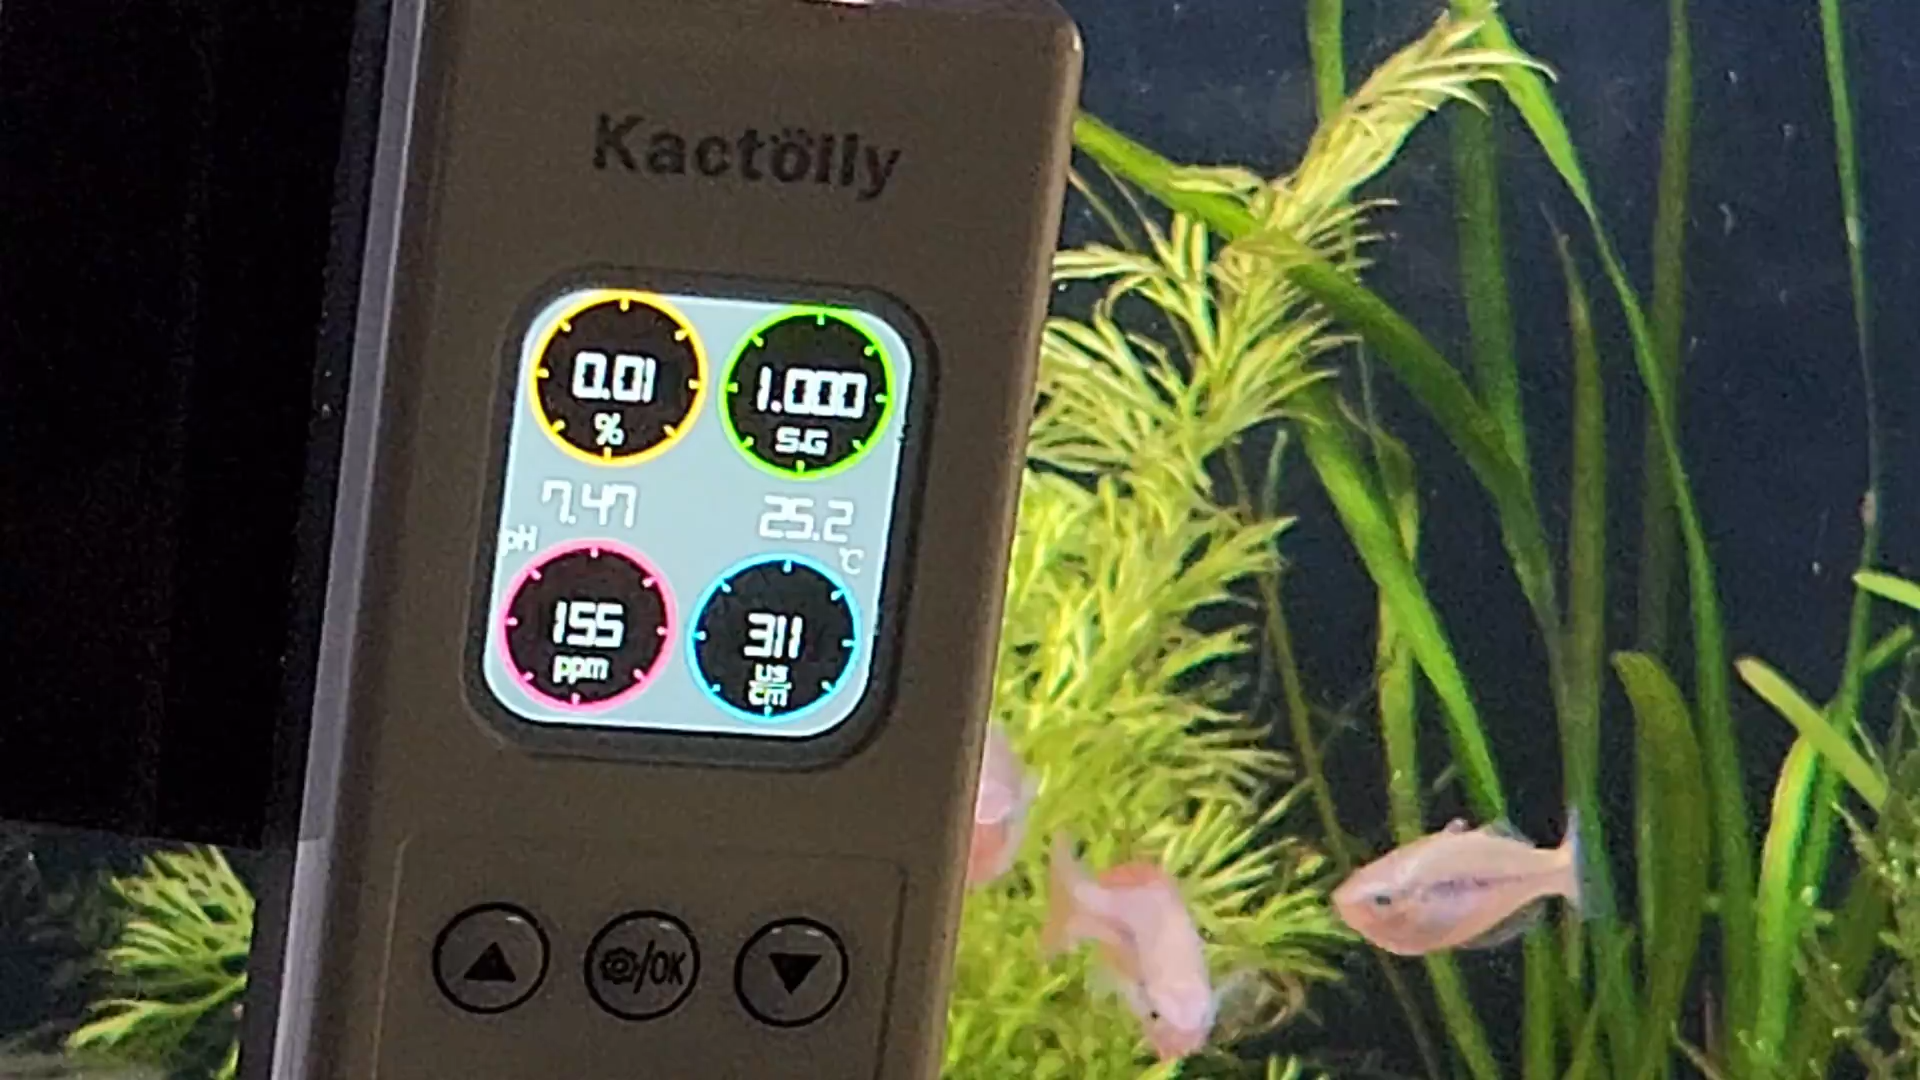 Kactölly
0.01
%
1.000
S.G
7.47
pH
25.2
°C
155
ppm
311
us
cm
/OK